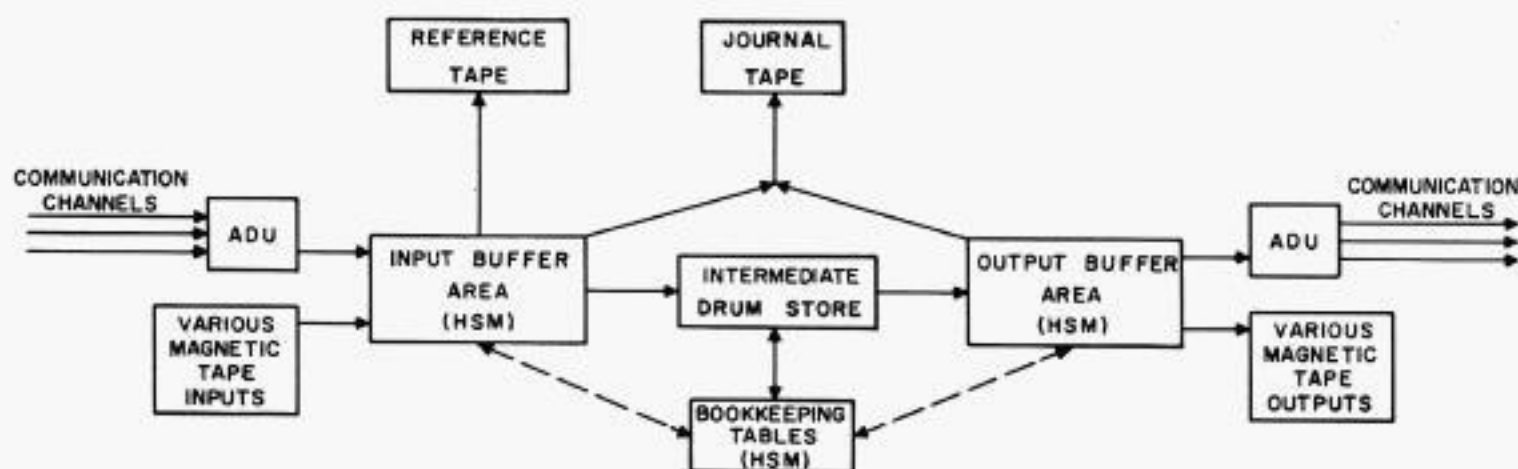 REFERENCE
TAPE
JOURNAL
TAPE
COMMUNICATION
CHANNELS
ADU
INPUT BUFFER
AREA
(HSM)
VARIOUS
MAGNETIC
TAPE
INPUTS
INTERMEDIATE
DRUM STORE
BOOKKEEPING
TABLES
(HSM)
OUTPUT BUFFER
AREA
(HSM)
ADU
COMMUNICATION
CHANNELS
VARIOUS
MAGNETIC
TAPE
OUTPUTS